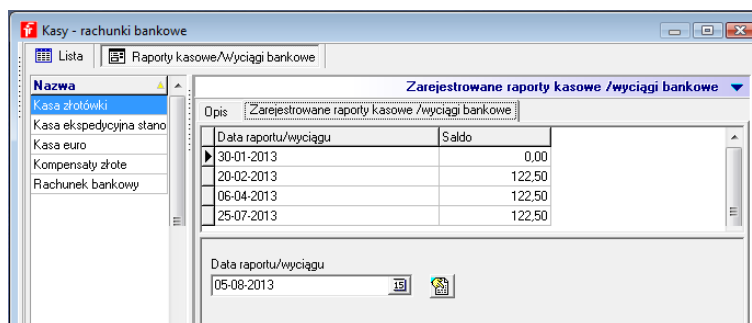 Kasy - rachunki bankowe
Lista Raporty kasowe/Wyciągi bankowe
Nazwa
Kasa złotówki
Kasa ekspedycyjna stano
Kasa euro
Kompensaty złote
Rachunek bankowy
Zarejestrowane raporty kasowe /wyciągi bankowe
Opis Zarejestrowane raporty kasowe /wyciągi bankowe
Data raportu/wyciągu Saldo
30-01-2013 0,00
20-02-2013 122,50
06-04-2013 122,50
25-07-2013 122,50
Data raportu/wyciągu
05-08-2013 15